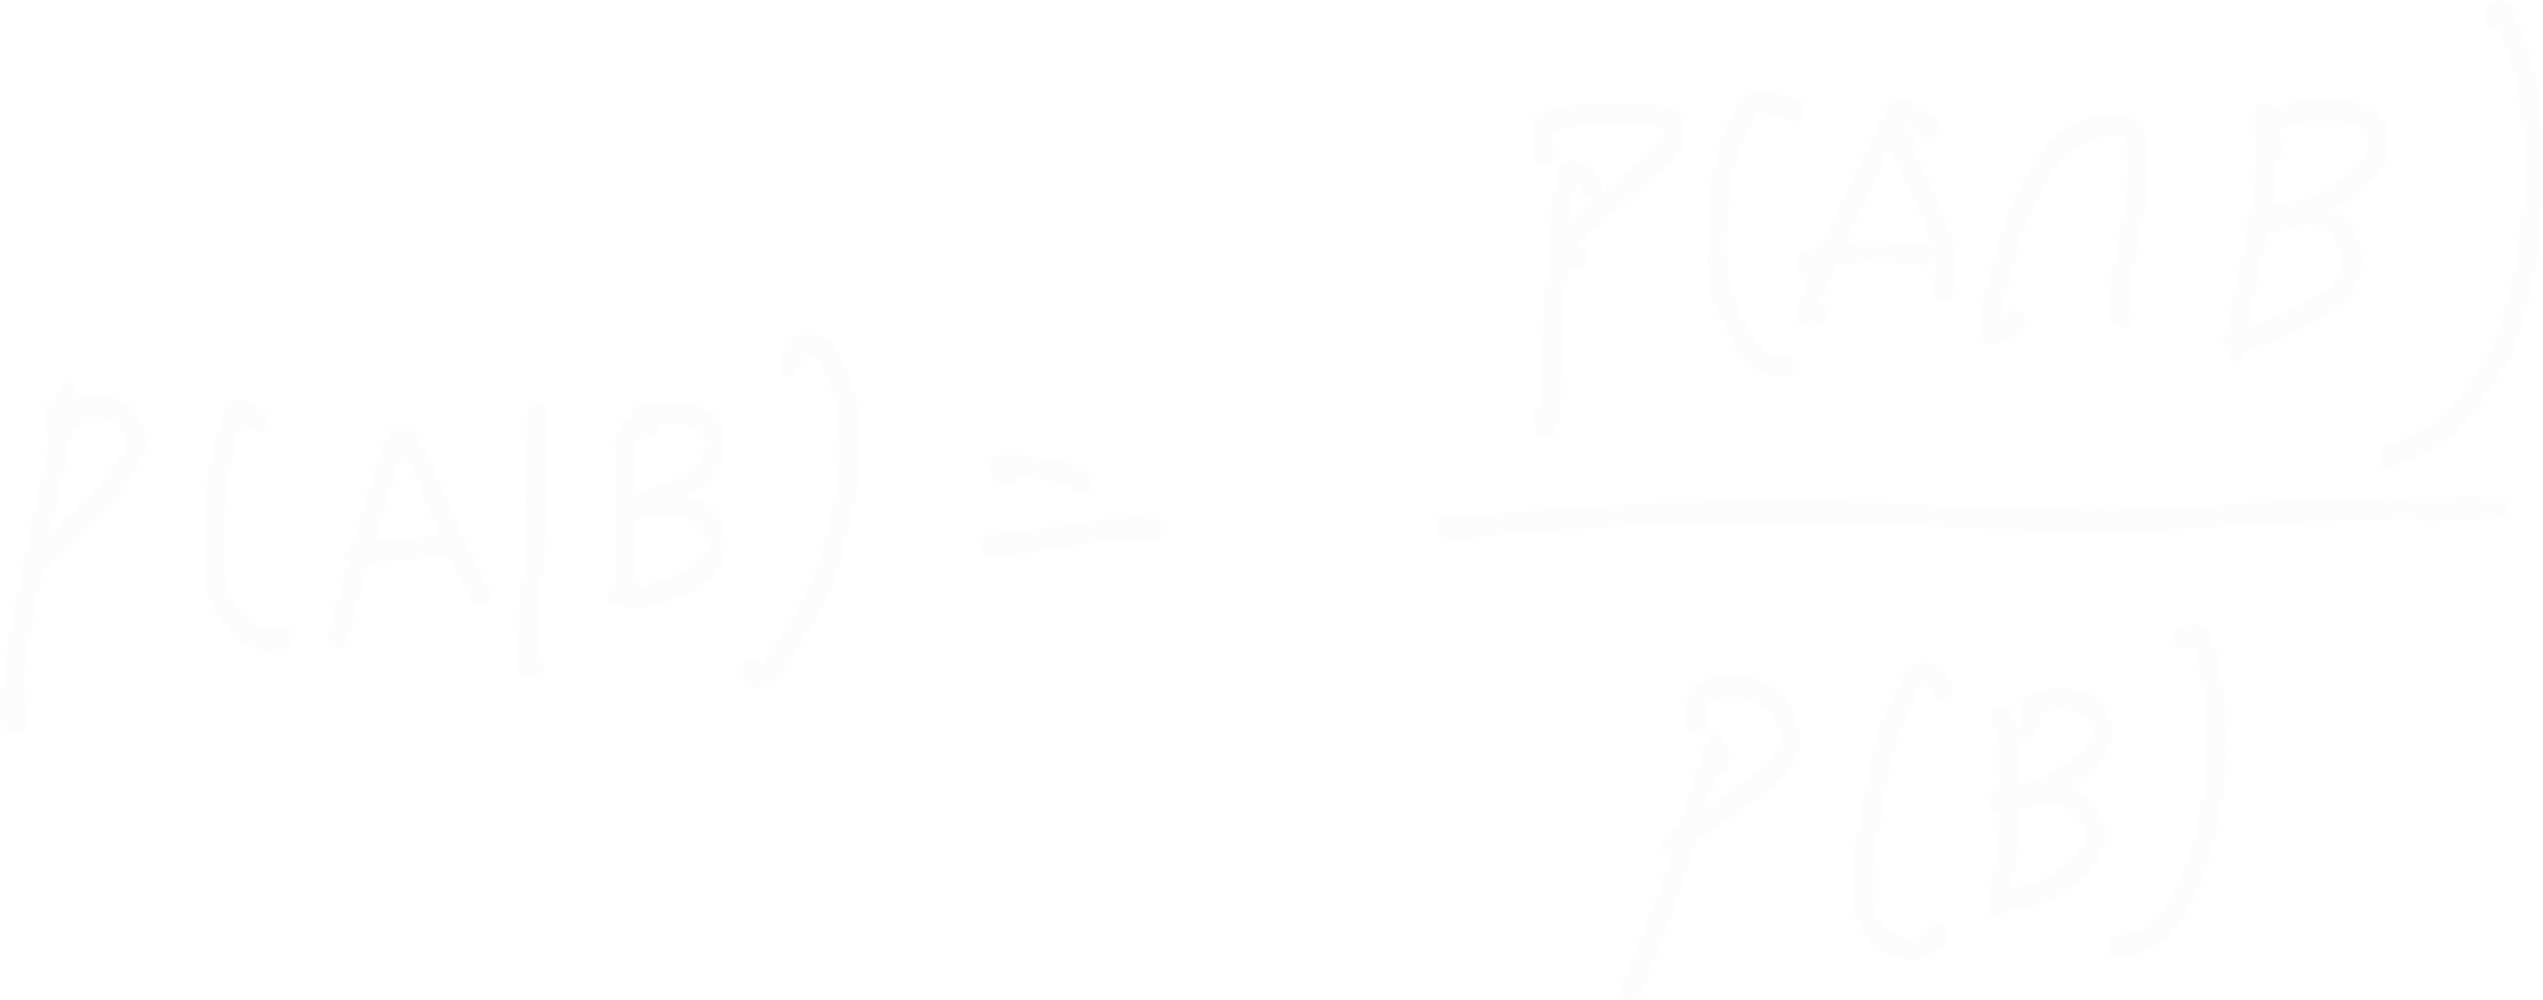 P(A|B) = P(A∩B) / P(B)